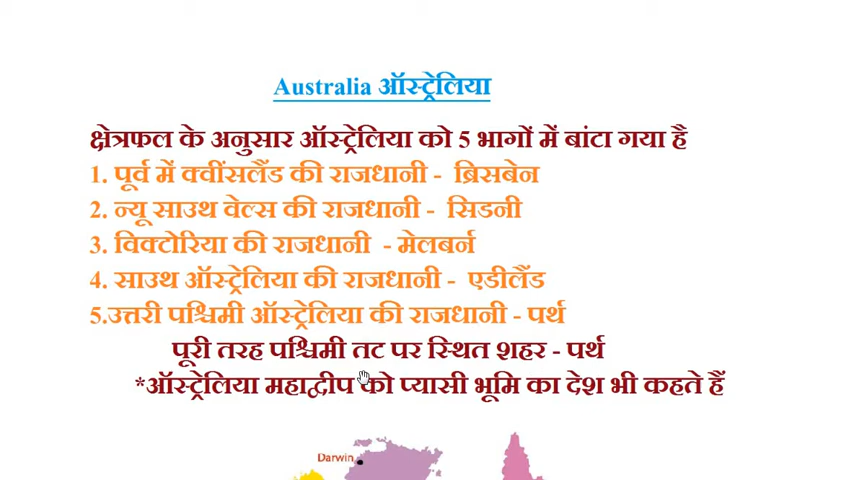 Australia ऑस्ट्रेलिया
क्षेत्रफल के अनुसार ऑस्ट्रेलिया को 5 भागों में बांटा गया है
1. पूर्व में क्वींसलैंड की राजधानी - ब्रिसबेन
2. न्यू साउथ वेल्स की राजधानी - सिडनी
3. विक्टोरिया की राजधानी - मेलबर्न
4. साउथ ऑस्ट्रेलिया की राजधानी - एडीलैंड
5.उत्तरी पश्चिमी ऑस्ट्रेलिया की राजधानी - पर्थ
पूरी तरह पश्चिमी तट पर स्थित शहर - पर्थ
*ऑस्ट्रेलिया महाद्वीप को प्यासी भूमि का देश भी कहते हैं
Darwin